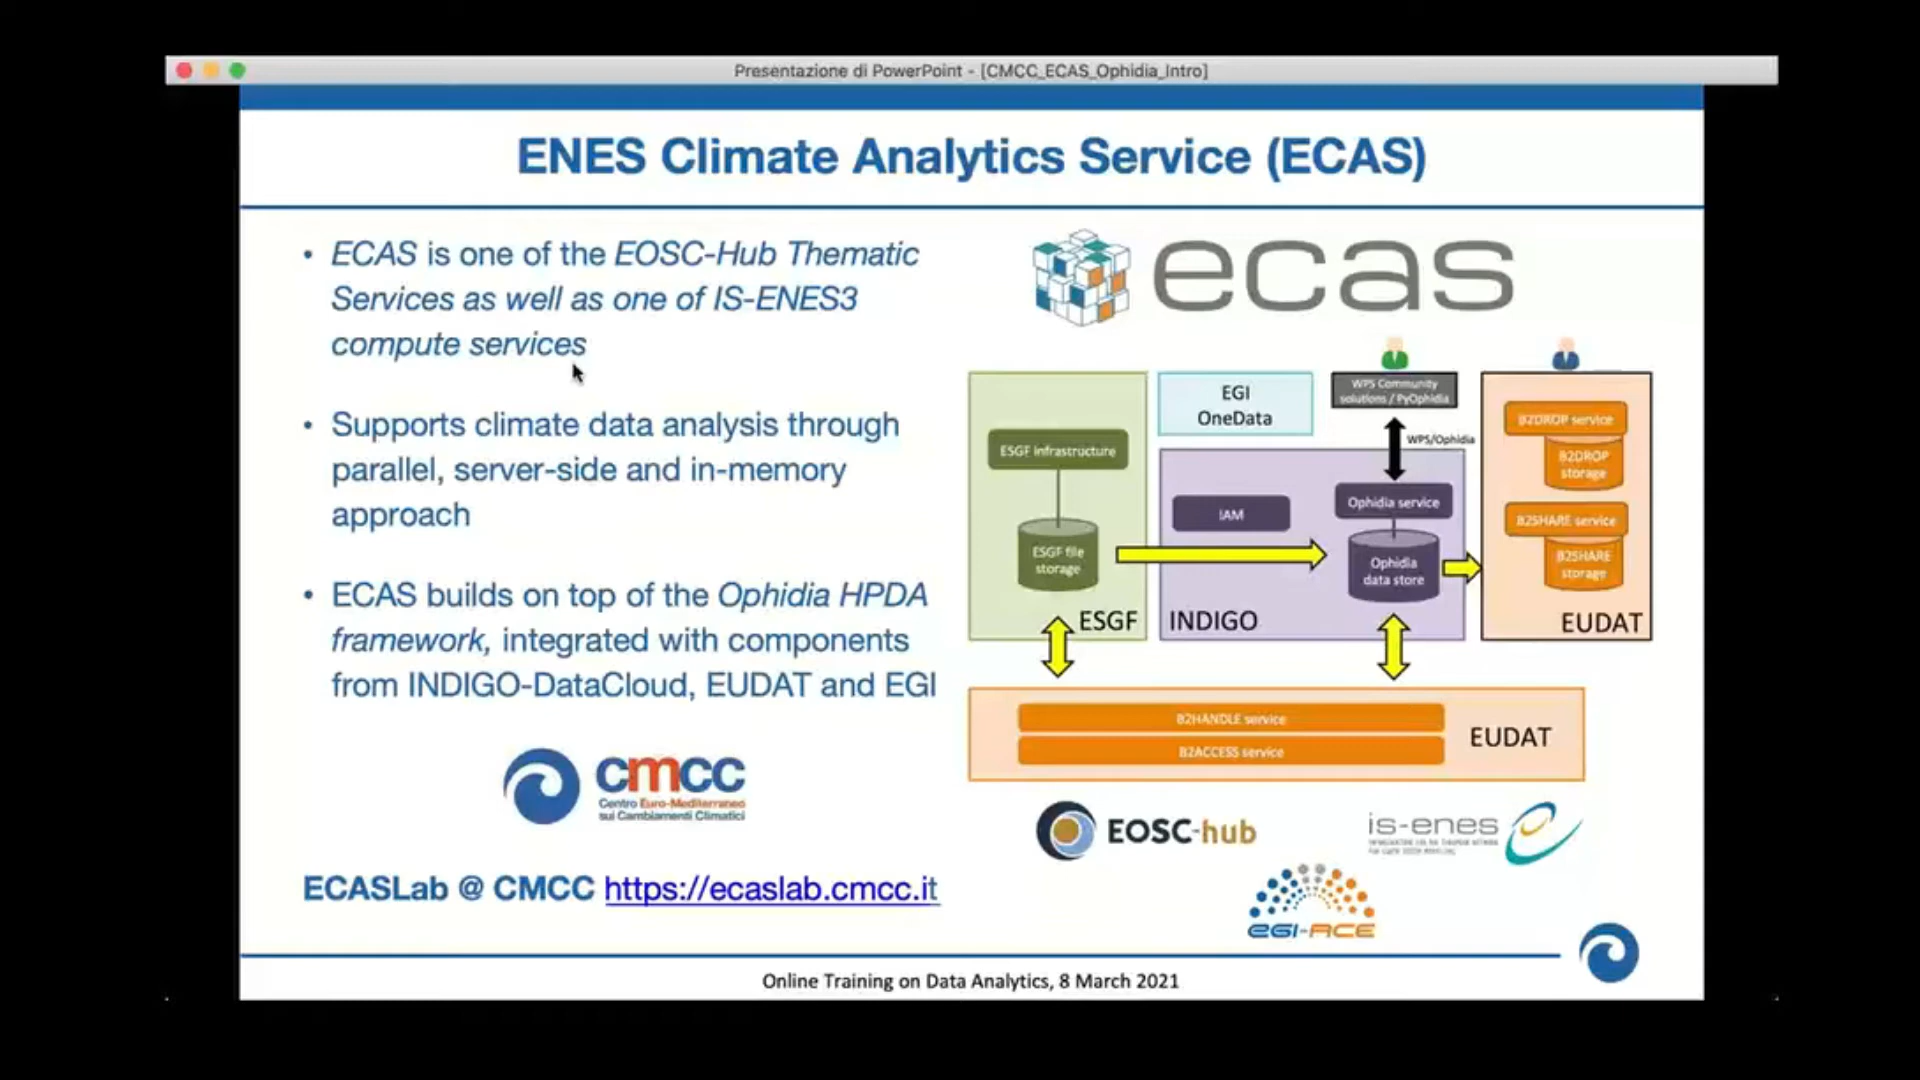 Presentazione di PowerPoint - [CMCC_ECAS_Ophidia_Intro]
ENES Climate Analytics Service (ECAS)
• ECAS is one of the EOSC-Hub Thematic
Services as well as one of IS-ENES3
compute services
• Supports climate data analysis through
parallel, server-side and in-memory
approach
• ECAS builds on top of the Ophidia HPDA
framework, integrated with components
from INDIGO-DataCloud, EUDAT and EGI
cmcc
Centro Euro-Mediterraneo
sui Cambiamenti Climatici
ECASLab @ CMCC https://ecaslab.cmcc.it
ecas
ESGF infrastructure
ESGF file
storage
ESGF
EGI
OneData
WPS Community
solutions / PyOphidia
WPS/Ophidia
IAM
Ophidia service
Ophidia
data store
INDIGO
B2DROP service
B2DROP
storage
B2SHARE service
B2SHARE
storage
EUDAT
B2HANDLE service
B2ACCESS service
EUDAT
EOSC-hub
is-enes
EGI-ACE
Online Training on Data Analytics, 8 March 2021